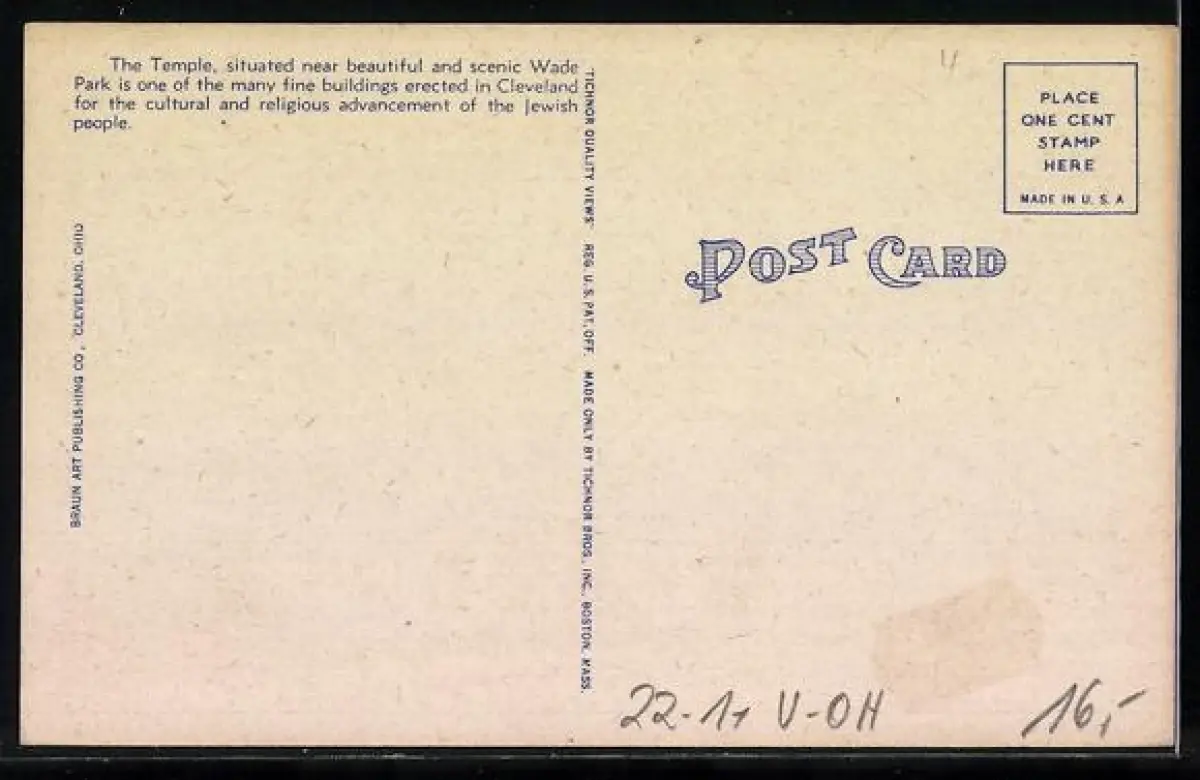 The Temple, situated near beautiful and scenic Wade
Park is one of the many fine buildings erected in Cleveland
for the cultural and religious advancement of the Jewish
people.
BRAUN ART PUBLISHING CO., CLEVELAND, OHIO
"TICHNOR QUALITY VIEWS" REG. U. S. PAT. OFF. MADE ONLY BY TICHNOR BROS., INC., BOSTON, MASS.
PLACE
ONE CENT
STAMP
HERE
MADE IN U. S. A
POST CARD
22-1+ V-OH
16,-